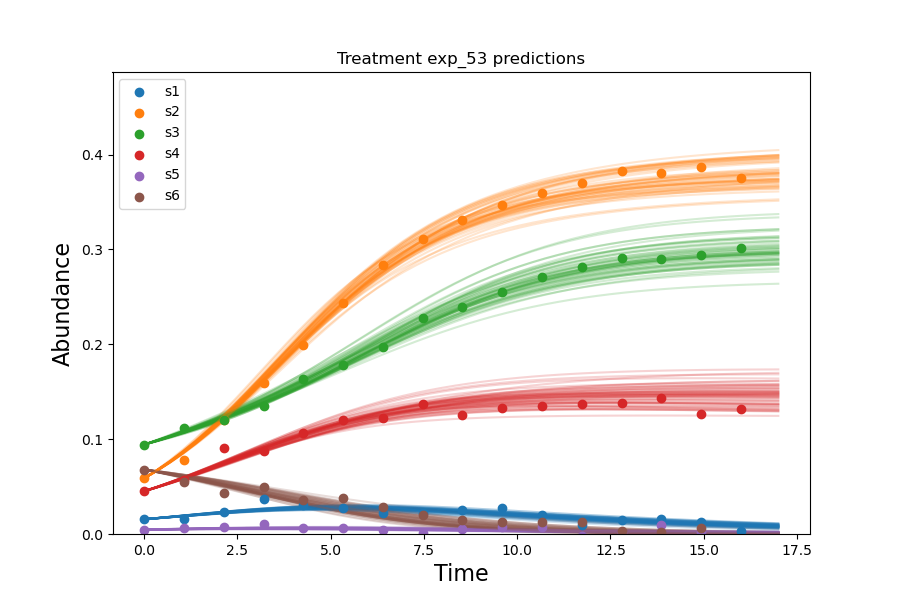 Treatment exp_53 predictions
s1
s2
s3
s4
s5
s6
Abundance
0.4
0.3
0.2
0.1
0.0
0.0 2.5 5.0 7.5 10.0 12.5 15.0 17.5
Time